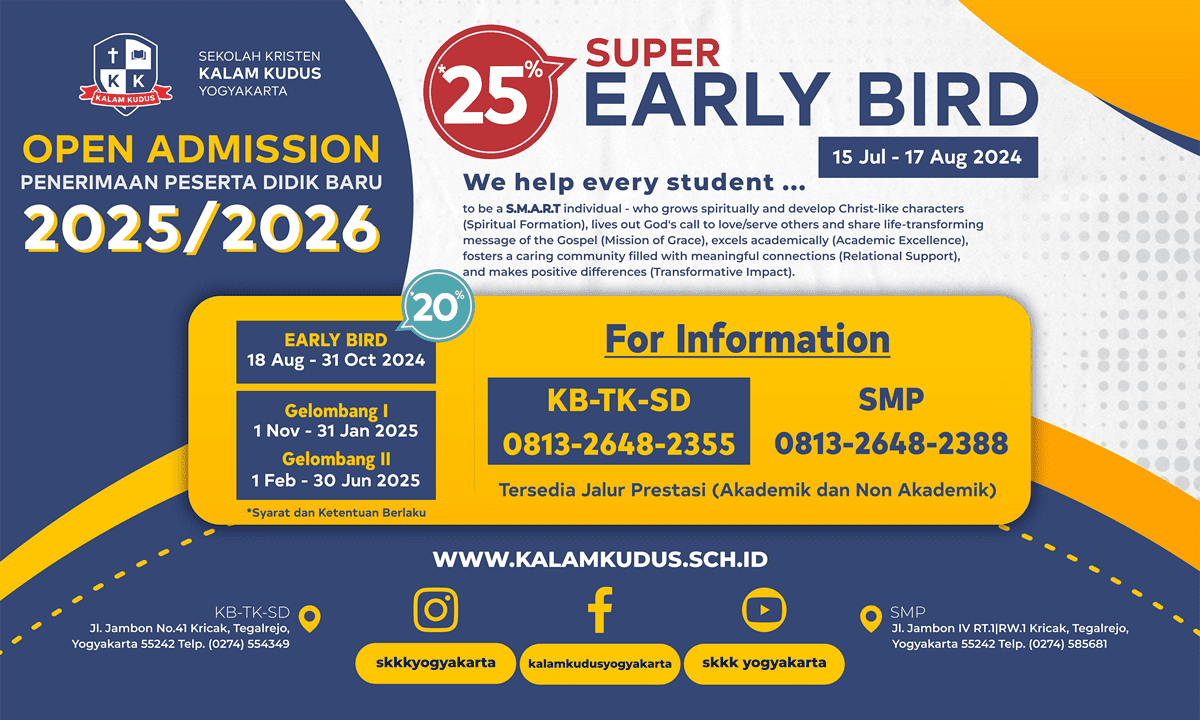 K K
KALAM KUDUS
SEKOLAH KRISTEN
KALAM KUDUS
YOGYAKARTA
OPEN ADMISSION
PENERIMAAN PESERTA DIDIK BARU
2025/2026
*25%
SUPER
EARLY BIRD
15 Jul - 17 Aug 2024
We help every student ...
to be a S.M.A.R.T individual - who grows spiritually and develop Christ-like characters
(Spiritual Formation), lives out God's call to love/serve others and share life-transforming
message of the Gospel (Mission of Grace), excels academically (Academic Excellence),
fosters a caring community filled with meaningful connections (Relational Support),
and makes positive differences (Transformative Impact).
*20%
EARLY BIRD
18 Aug - 31 Oct 2024
Gelombang I
1 Nov - 31 Jan 2025
Gelombang II
1 Feb - 30 Jun 2025
*Syarat dan Ketentuan Berlaku
For Information
KB-TK-SD
0813-2648-2355
SMP
0813-2648-2388
Tersedia Jalur Prestasi (Akademik dan Non Akademik)
WWW.KALAMKUDUS.SCH.ID
KB-TK-SD
Jl. Jambon No.41 Kricak, Tegalrejo,
Yogyakarta 55242 Telp. (0274) 554349
skkkyogyakarta
kalamkudusyogyakarta
skkk yogyakarta
SMP
Jl. Jambon IV RT.1|RW.1 Kricak, Tegalrejo,
Yogyakarta 55242 Telp. (0274) 585681